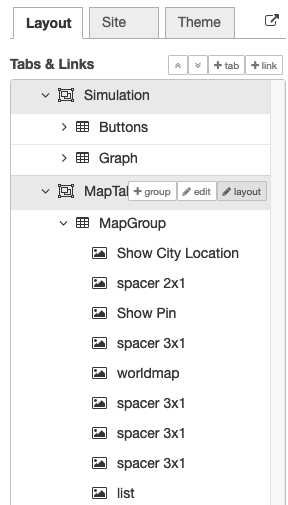 Layout Site Theme
Tabs & Links + tab + link
Simulation
Buttons
Graph
+ group edit layout
MapGroup
Show City Location
spacer 2x1
Show Pin
spacer 3x1
worldmap
spacer 3x1
spacer 3x1
spacer 3x1
list